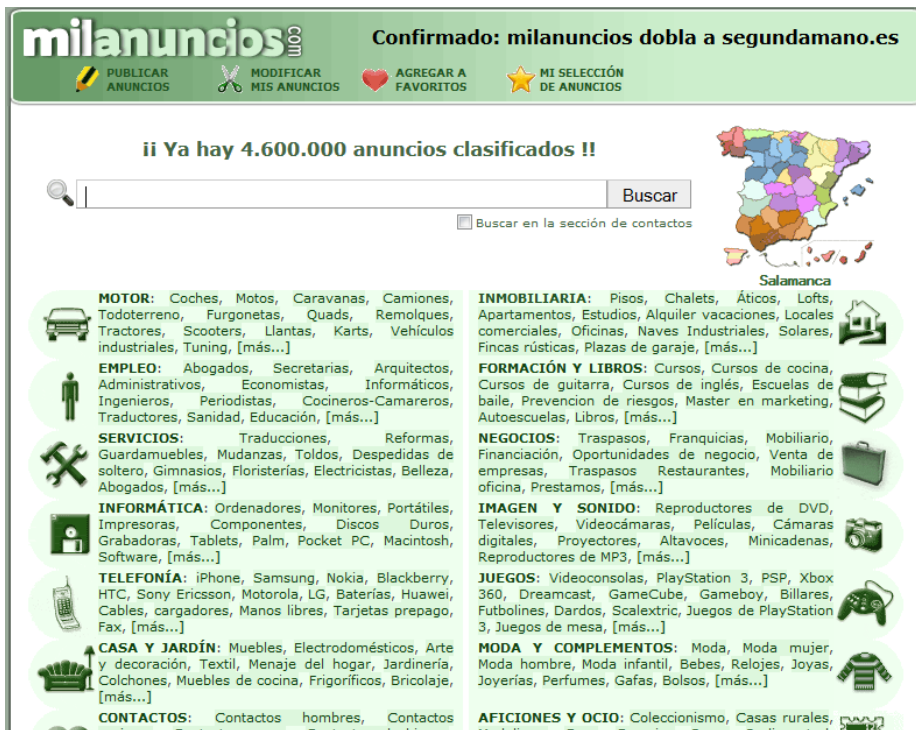 milanuncios.com
Confirmado: milanuncios dobla a segundamano.es
PUBLICAR
ANUNCIOS
MODIFICAR
MIS ANUNCIOS
AGREGAR A
FAVORITOS
MI SELECCIÓN
DE ANUNCIOS
¡¡ Ya hay 4.600.000 anuncios clasificados !!
Buscar
Buscar en la sección de contactos
Salamanca
MOTOR: Coches, Motos, Caravanas, Camiones,
Todoterreno, Furgonetas, Quads, Remolques,
Tractores, Scooters, Llantas, Karts, Vehículos
industriales, Tuning, [más...]
INMOBILIARIA: Pisos, Chalets, Áticos, Lofts,
Apartamentos, Estudios, Alquiler vacaciones, Locales
comerciales, Oficinas, Naves Industriales, Solares,
Fincas rústicas, Plazas de garaje, [más...]
EMPLEO: Abogados, Secretarias, Arquitectos,
Administrativos, Economistas, Informáticos,
Ingenieros, Periodistas, Cocineros-Camareros,
Traductores, Sanidad, Educación, [más...]
FORMACIÓN Y LIBROS: Cursos, Cursos de cocina,
Cursos de guitarra, Cursos de inglés, Escuelas de
baile, Prevencion de riesgos, Master en marketing,
Autoescuelas, Libros, [más...]
SERVICIOS: Traducciones, Reformas,
Guardamuebles, Mudanzas, Toldos, Despedidas de
soltero, Gimnasios, Floristerías, Electricistas, Belleza,
Abogados, [más...]
NEGOCIOS: Traspasos, Franquicias, Mobiliario,
Financiación, Oportunidades de negocio, Venta de
empresas, Traspasos Restaurantes, Mobiliario
oficina, Prestamos, [más...]
INFORMÁTICA: Ordenadores, Monitores, Portátiles,
Impresoras, Componentes, Discos Duros,
Grabadoras, Tablets, Palm, Pocket PC, Macintosh,
Software, [más...]
IMAGEN Y SONIDO: Reproductores de DVD,
Televisores, Videocámaras, Películas, Cámaras
digitales, Proyectores, Altavoces, Minicadenas,
Reproductores de MP3, [más...]
TELEFONÍA: iPhone, Samsung, Nokia, Blackberry,
HTC, Sony Ericsson, Motorola, LG, Baterías, Huawei,
Cables, cargadores, Manos libres, Tarjetas prepago,
Fax, [más...]
JUEGOS: Videoconsolas, PlayStation 3, PSP, Xbox
360, Dreamcast, GameCube, Gameboy, Billares,
Futbolines, Dardos, Scalextric, Juegos de PlayStation
3, Juegos de mesa, [más...]
CASA Y JARDÍN: Muebles, Electrodomésticos, Arte
y decoración, Textil, Menaje del hogar, Jardinería,
Colchones, Muebles de cocina, Frigoríficos, Bricolaje,
[más...]
MODA Y COMPLEMENTOS: Moda, Moda mujer,
Moda hombre, Moda infantil, Bebes, Relojes, Joyas,
Joyerías, Perfumes, Gafas, Bolsos, [más...]
CONTACTOS: Contactos hombres, Contactos
AFICIONES Y OCIO: Coleccionismo, Casas rurales,